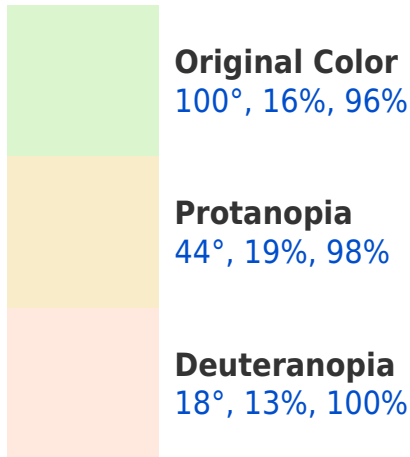 Original Color
100°, 16%, 96%
Protanopia
44°, 19%, 98%
Deuteranopia
18°, 13%, 100%